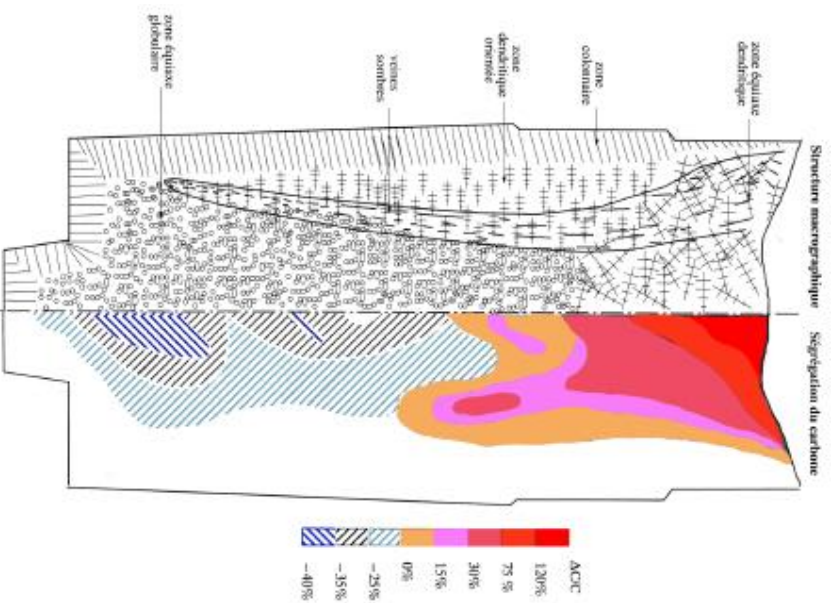 Structure macrographique
Ségrégation du carbone
zone équiaxe
dendritique
zone
colonnaire
zone
dendritique
orientée
veines
sombres
zone équiaxe
globulaire
ΔC/C
120%
75 %
30%
15%
0%
−25%
−35%
−40%